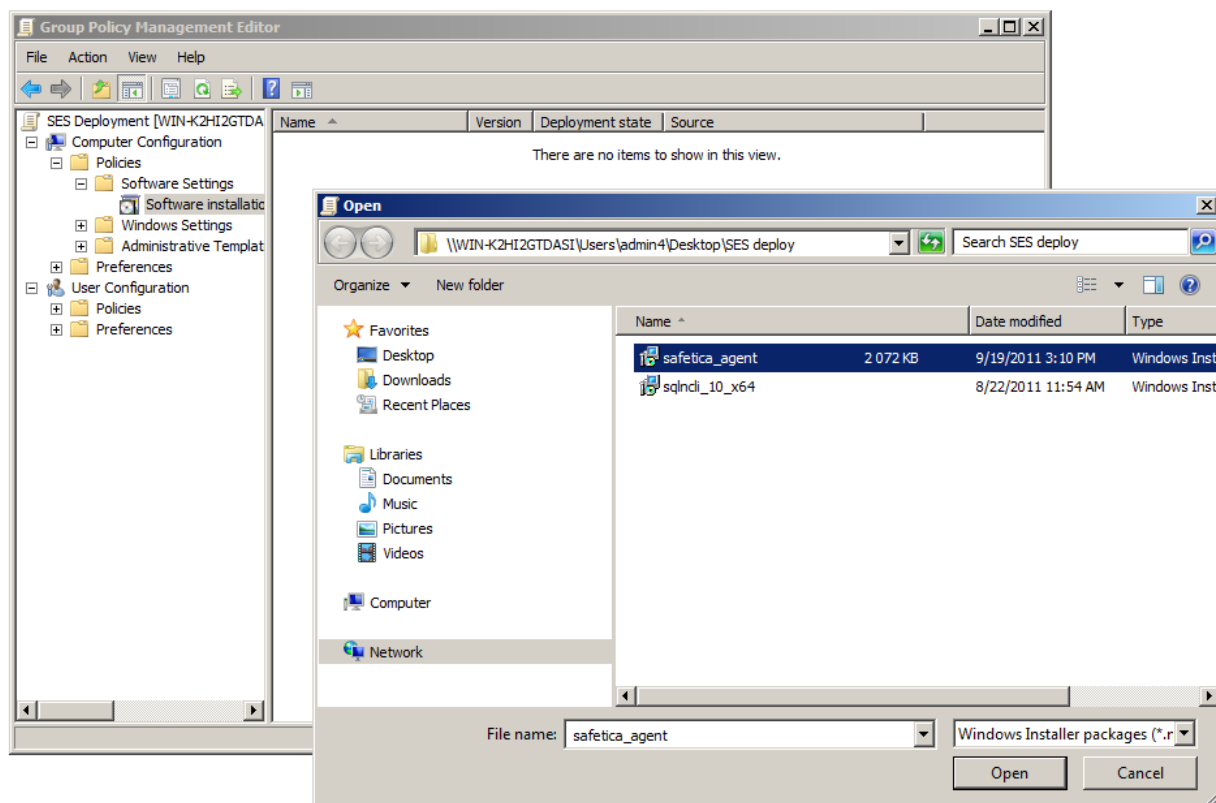 Group Policy Management Editor
File Action View Help
SES Deployment [WIN-K2HI2GTDA
Computer Configuration
Policies
Software Settings
Software installatic
Windows Settings
Administrative Templat
Preferences
User Configuration
Policies
Preferences
Name Version Deployment state Source
There are no items to show in this view.
Open
\\WIN-K2HI2GTDASI\Users\admin4\Desktop\SES deploy
Search SES deploy
Organize New folder
Favorites
Desktop
Downloads
Recent Places
Libraries
Documents
Music
Pictures
Videos
Computer
Network
Name Date modified Type
safetica_agent 2 072 KB 9/19/2011 3:10 PM Windows Inst
sqlncli_10_x64 8/22/2011 11:54 AM Windows Inst
File name: safetica_agent
Windows Installer packages (*.r
Open Cancel